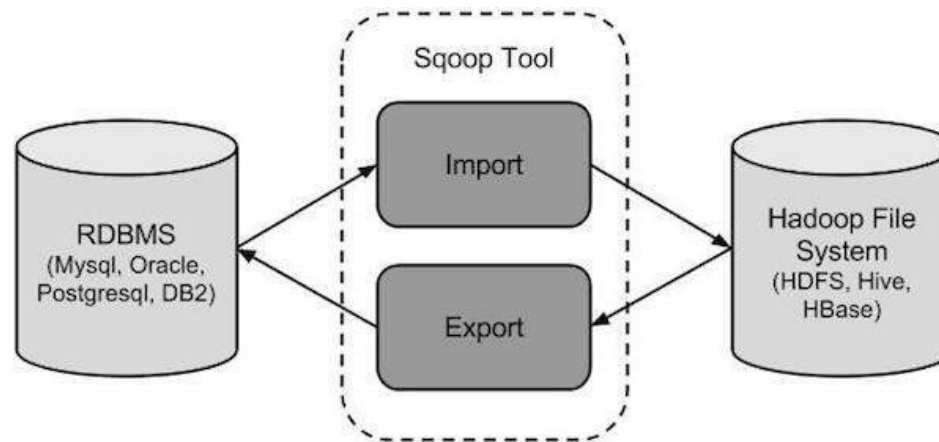 Sqoop Tool
Import
RDBMS
(Mysql, Oracle,
Postgresql, DB2)
Hadoop File
System
(HDFS, Hive,
HBase)
Export